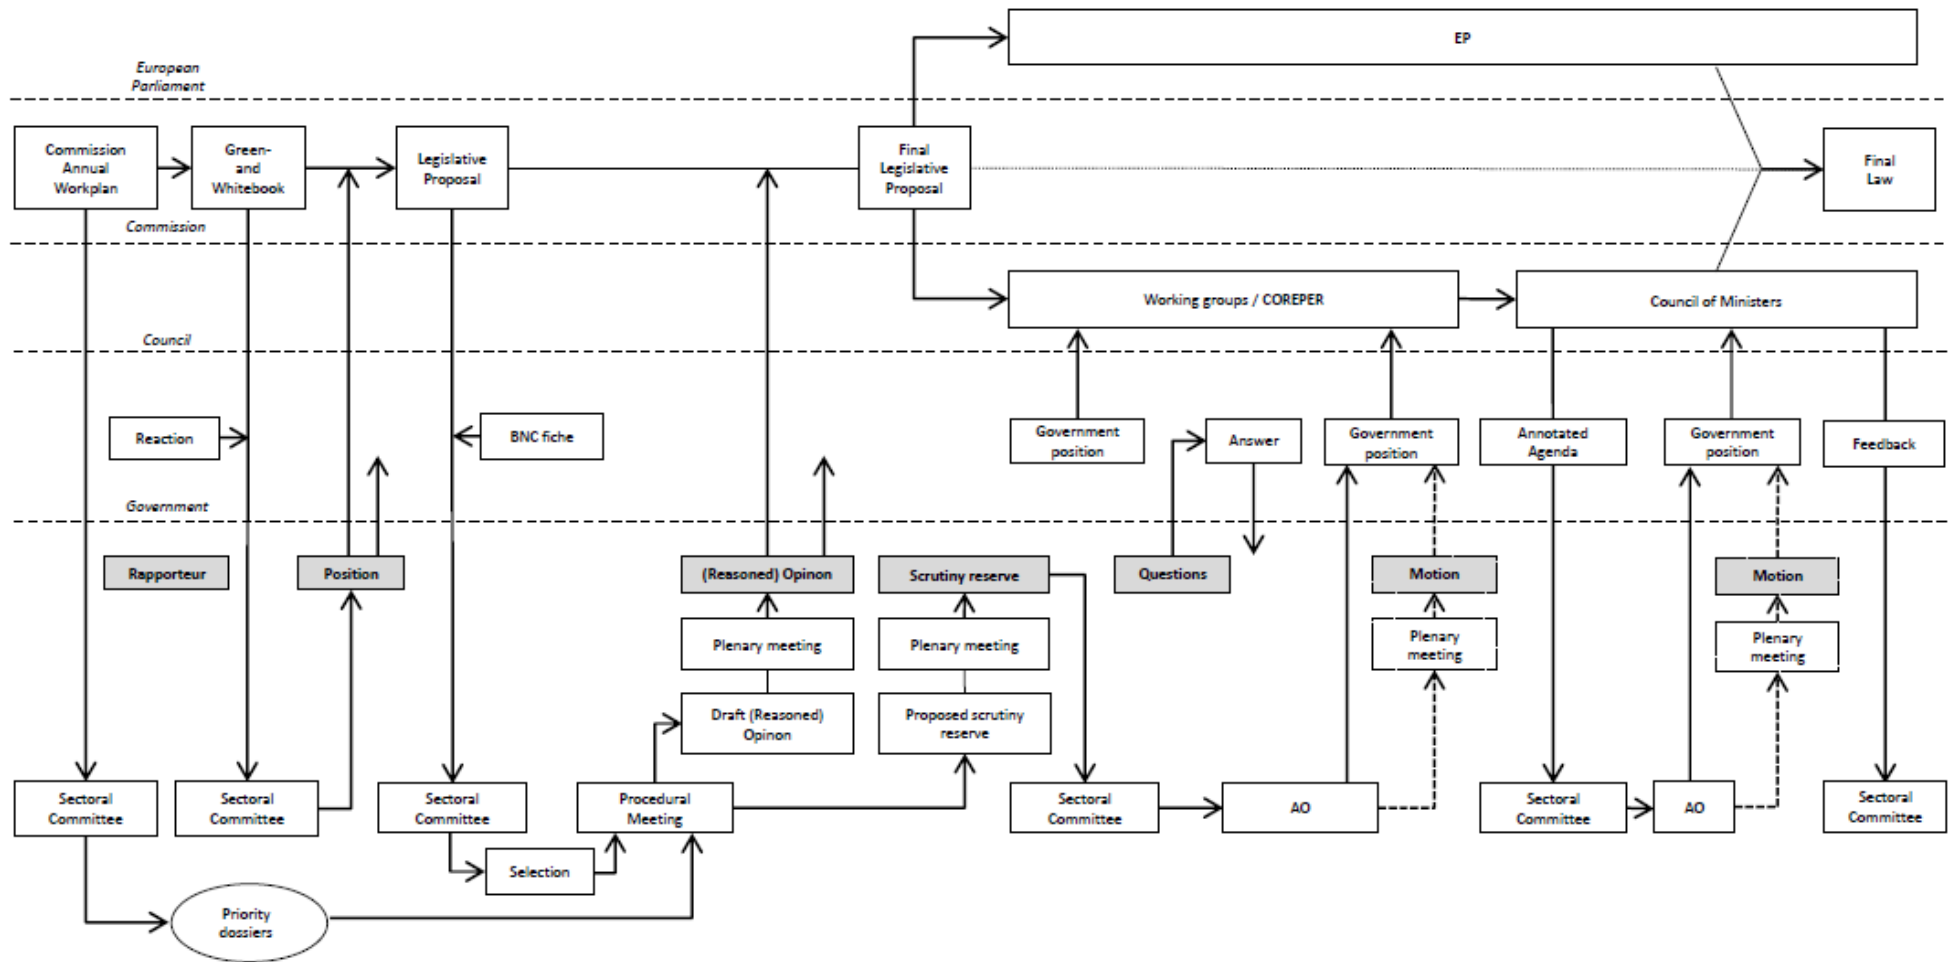 EP
European
Parliament
Commission
Annual
Workplan
Green-
and
Whitebook
Legislative
Proposal
Final
Legislative
Proposal
Final
Law
Commission
Working groups / COREPER
Council of Ministers
Council
Reaction
BNC fiche
Government
position
Answer
Government
position
Annotated
Agenda
Government
position
Feedback
Government
Rapporteur
Position
(Reasoned) Opinon
Scrutiny reserve
Questions
Motion
Motion
Plenary meeting
Plenary meeting
Plenary
meeting
Plenary
meeting
Draft (Reasoned)
Opinon
Proposed scrutiny
reserve
Sectoral
Committee
Sectoral
Committee
Sectoral
Committee
Procedural
Meeting
Sectoral
Committee
AO
Sectoral
Committee
AO
Sectoral
Committee
Selection
Priority
dossiers